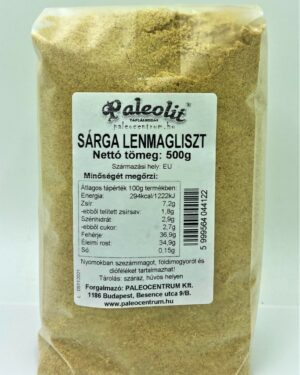 Paleolit
TÁPLÁLKOZÁS
paleocentrum.hu
SÁRGA LENMAGLISZT
Nettó tömeg: 500g
Származási hely: EU
Minőségét megőrzi:
Átlagos tápérték 100g termékben
Energia: 294kcal/1222kJ
Zsír: 7,2g
-ebből telített zsírsav: 1,8g
Szénhidrát: 2,9g
-ebből cukor: 2,7g
Fehérje: 36,9g
Élelmi rost 34,9g
Só: 0,15g
5 999564 044122
Nyomokban szezámmagot, földimogyorót és
dióféléket tartalmazhat!
Tárolás: száraz, hűvös helyen
Forgalmazó: PALEOCENTRUM Kft.
1186 Budapest, Besence utca 9/B.
www.paleocentrum.hu